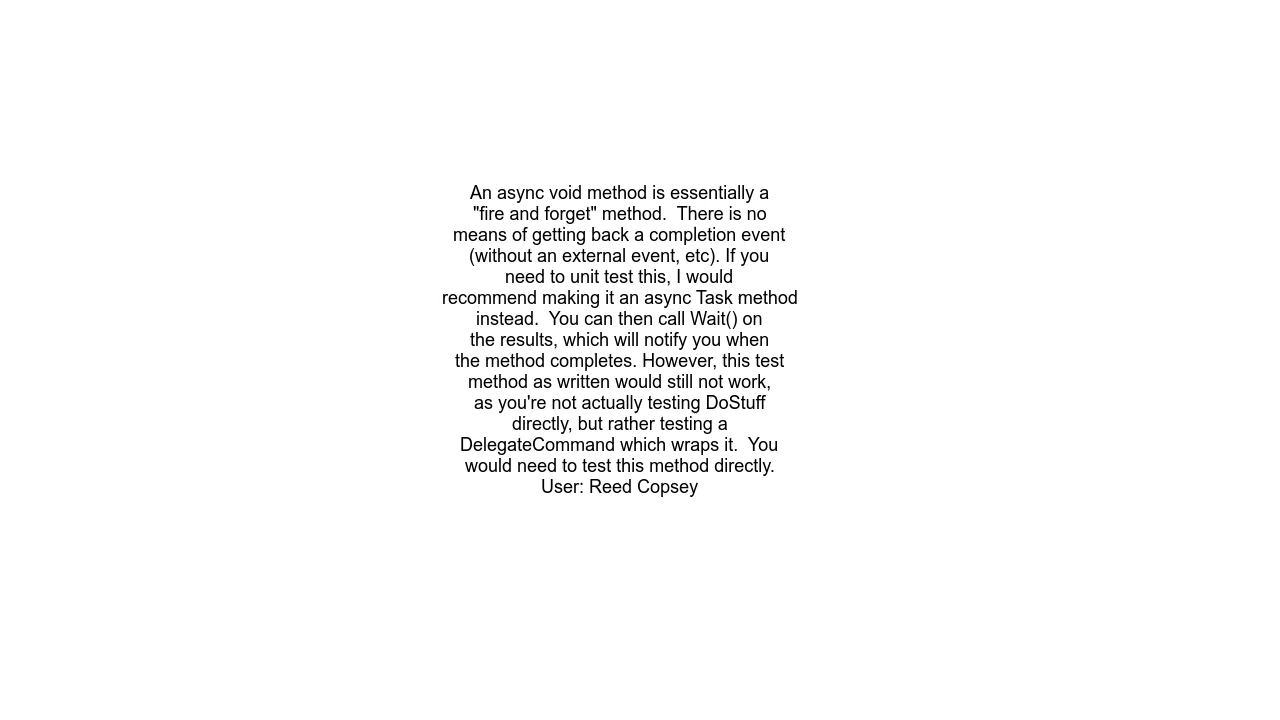 An async void method is essentially a
"fire and forget" method.  There is no
means of getting back a completion event
(without an external event, etc). If you
need to unit test this, I would
recommend making it an async Task method
instead.  You can then call Wait() on
the results, which will notify you when
the method completes. However, this test
method as written would still not work,
as you're not actually testing DoStuff
directly, but rather testing a
DelegateCommand which wraps it.  You
would need to test this method directly.
User: Reed Copsey